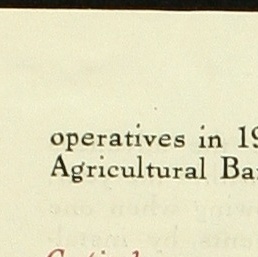 operatives in 19
Agricultural Ba